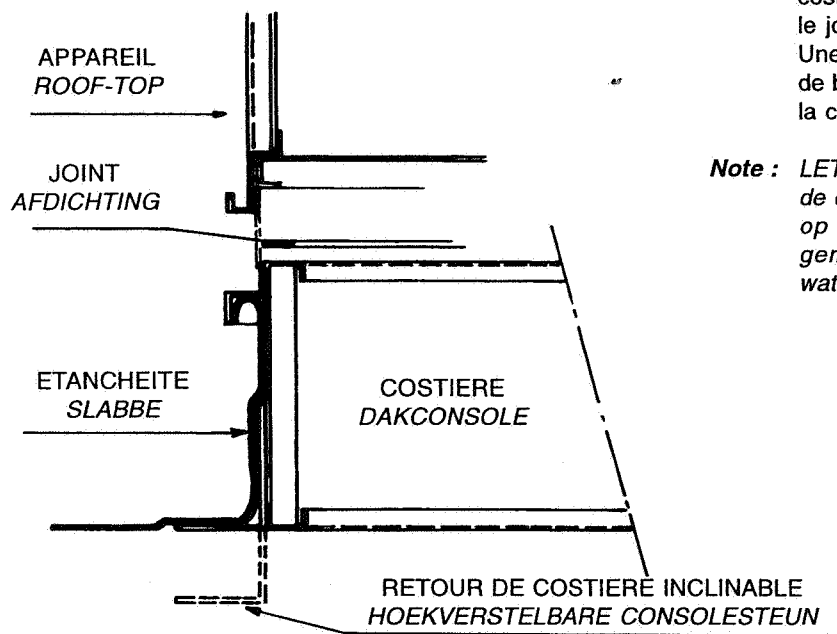 APPAREIL
ROOF-TOP
JOINT
AFDICHTING
ETANCHEITE
SLABBE
COSTIERE
DAKCONSOLE
RETOUR DE COSTIERE INCLINABLE
HOEKVERSTELBARE CONSOLESTEUN
le jo
Une
de b
la c
Note : LET
de
op
gen
wat